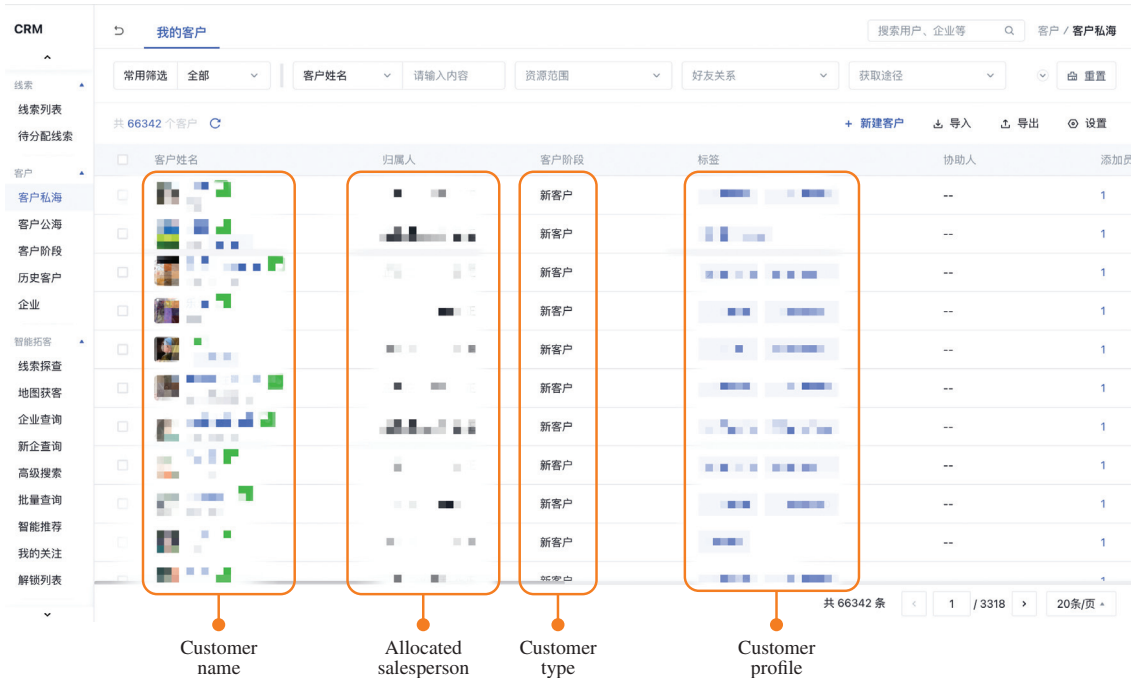 CRM
我的客户
搜索用户、企业等
客户 / 客户私海
常用筛选 全部
客户姓名
请输入内容
资源范围
好友关系
获取途径
重置
线索
线索列表
待分配线索
共 66342 个客户
+ 新建客户
导入
导出
设置
客户姓名 归属人 客户阶段 标签 协助人 添加员
新客户 -- 1
新客户 -- 1
新客户 -- 1
新客户 -- 1
新客户 -- 1
新客户 -- 1
新客户 -- 1
新客户 -- 1
新客户 -- 1
新客户 -- 1
新客户 -- 1
客户
客户私海
客户公海
客户阶段
历史客户
企业
智能拓客
线索探查
地图获客
企业查询
新企查询
高级搜索
批量查询
智能推荐
我的关注
解锁列表
共 66342 条
1 / 3318
20条/页
Customer
name
Allocated
salesperson
Customer
type
Customer
profile